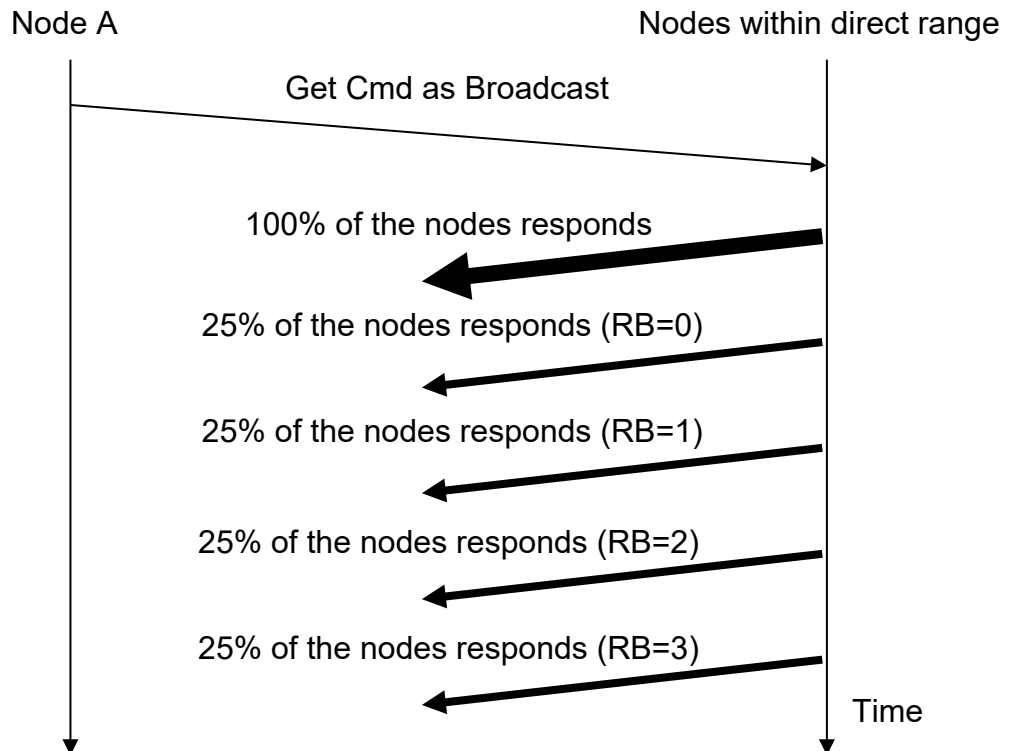 Node A
Nodes within direct range
Get Cmd as Broadcast
100% of the nodes responds
25% of the nodes responds (RB=0)
25% of the nodes responds (RB=1)
25% of the nodes responds (RB=2)
25% of the nodes responds (RB=3)
Time